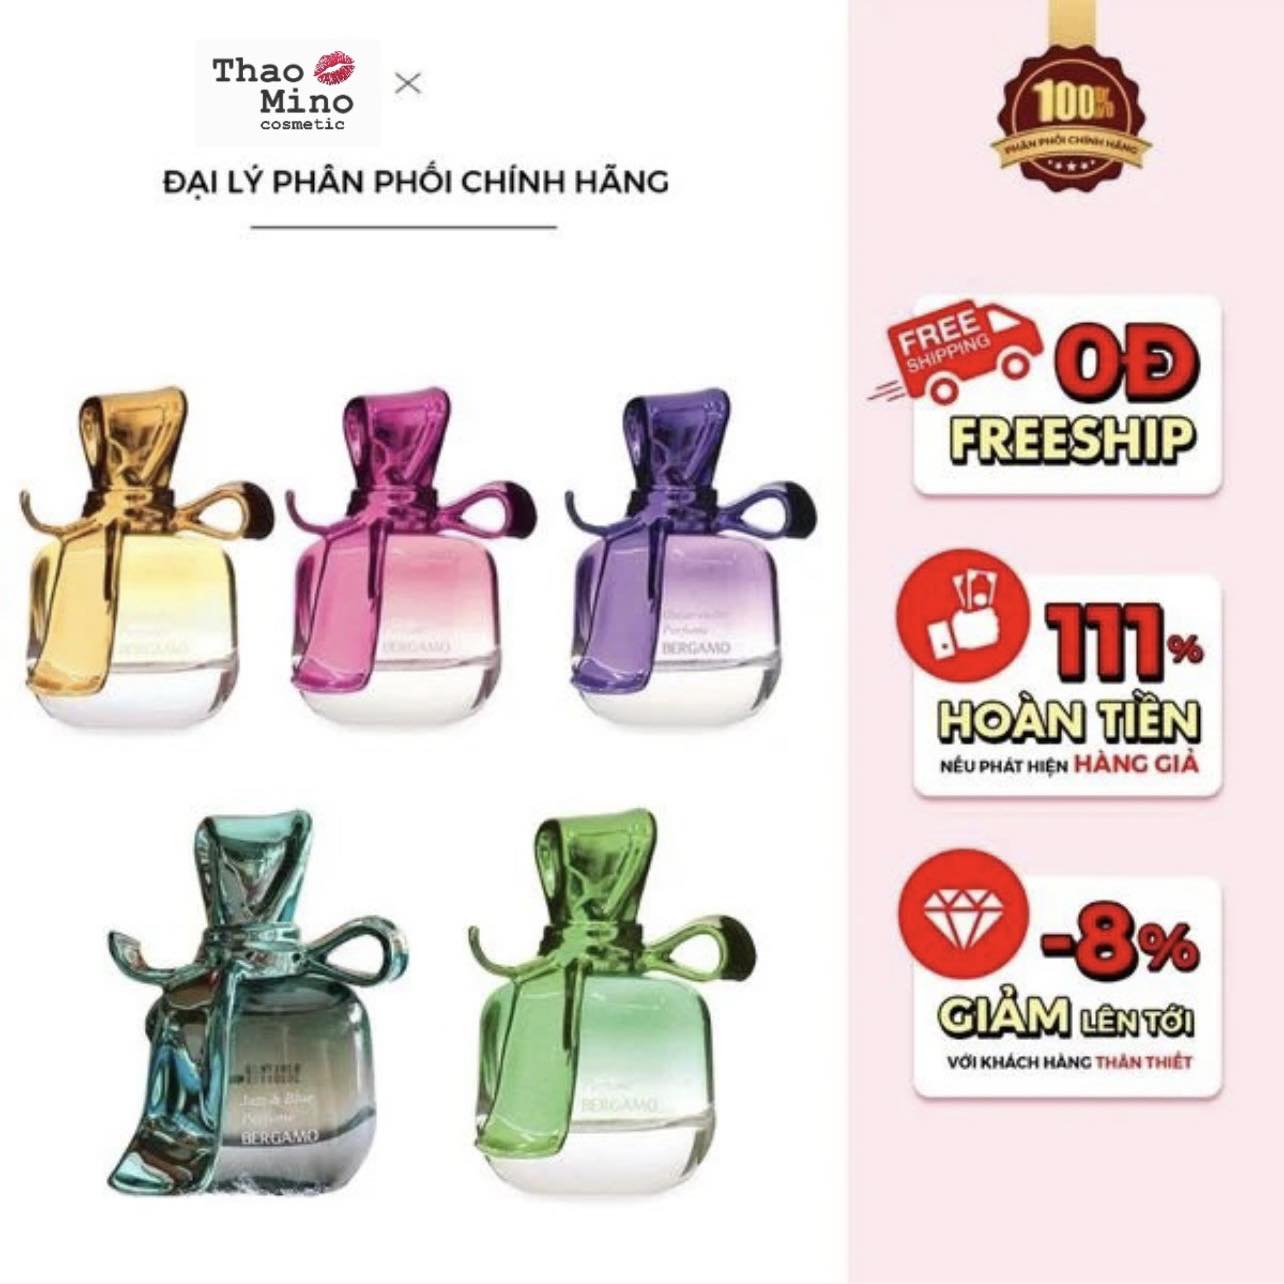 Thao
Mino
cosmetic
×
ĐẠI LÝ PHÂN PHỐI CHÍNH HÃNG
100%
PHÂN PHỐI CHÍNH HÃNG
FREE
SHIPPING
0Đ
FREESHIP
111%
HOÀN TIỀN
NẾU PHÁT HIỆN HÀNG GIẢ
-8%
GIẢM LÊN TỚI
VỚI KHÁCH HÀNG THÂN THIẾT
BERGAMO
Perfume
BERGAMO
Perfume
BERGAMO
Jazz & Blue
Perfume
BERGAMO
BERGAMO